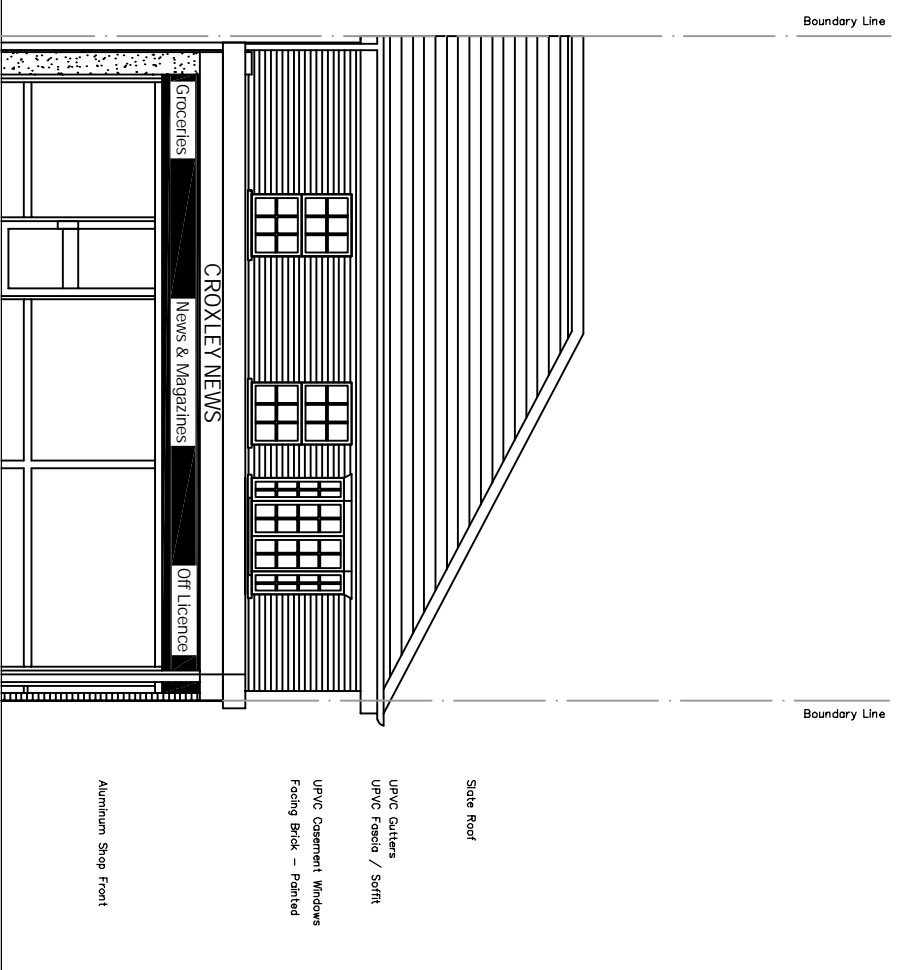 Boundary Line
Boundary Line
Slate Roof
UPVC Gutters
UPVC Fascia / Soffit
UPVC Casement Windows
Facing Brick – Painted
CROXLEY NEWS
Groceries
News & Magazines
Off Licence
Aluminum Shop Front